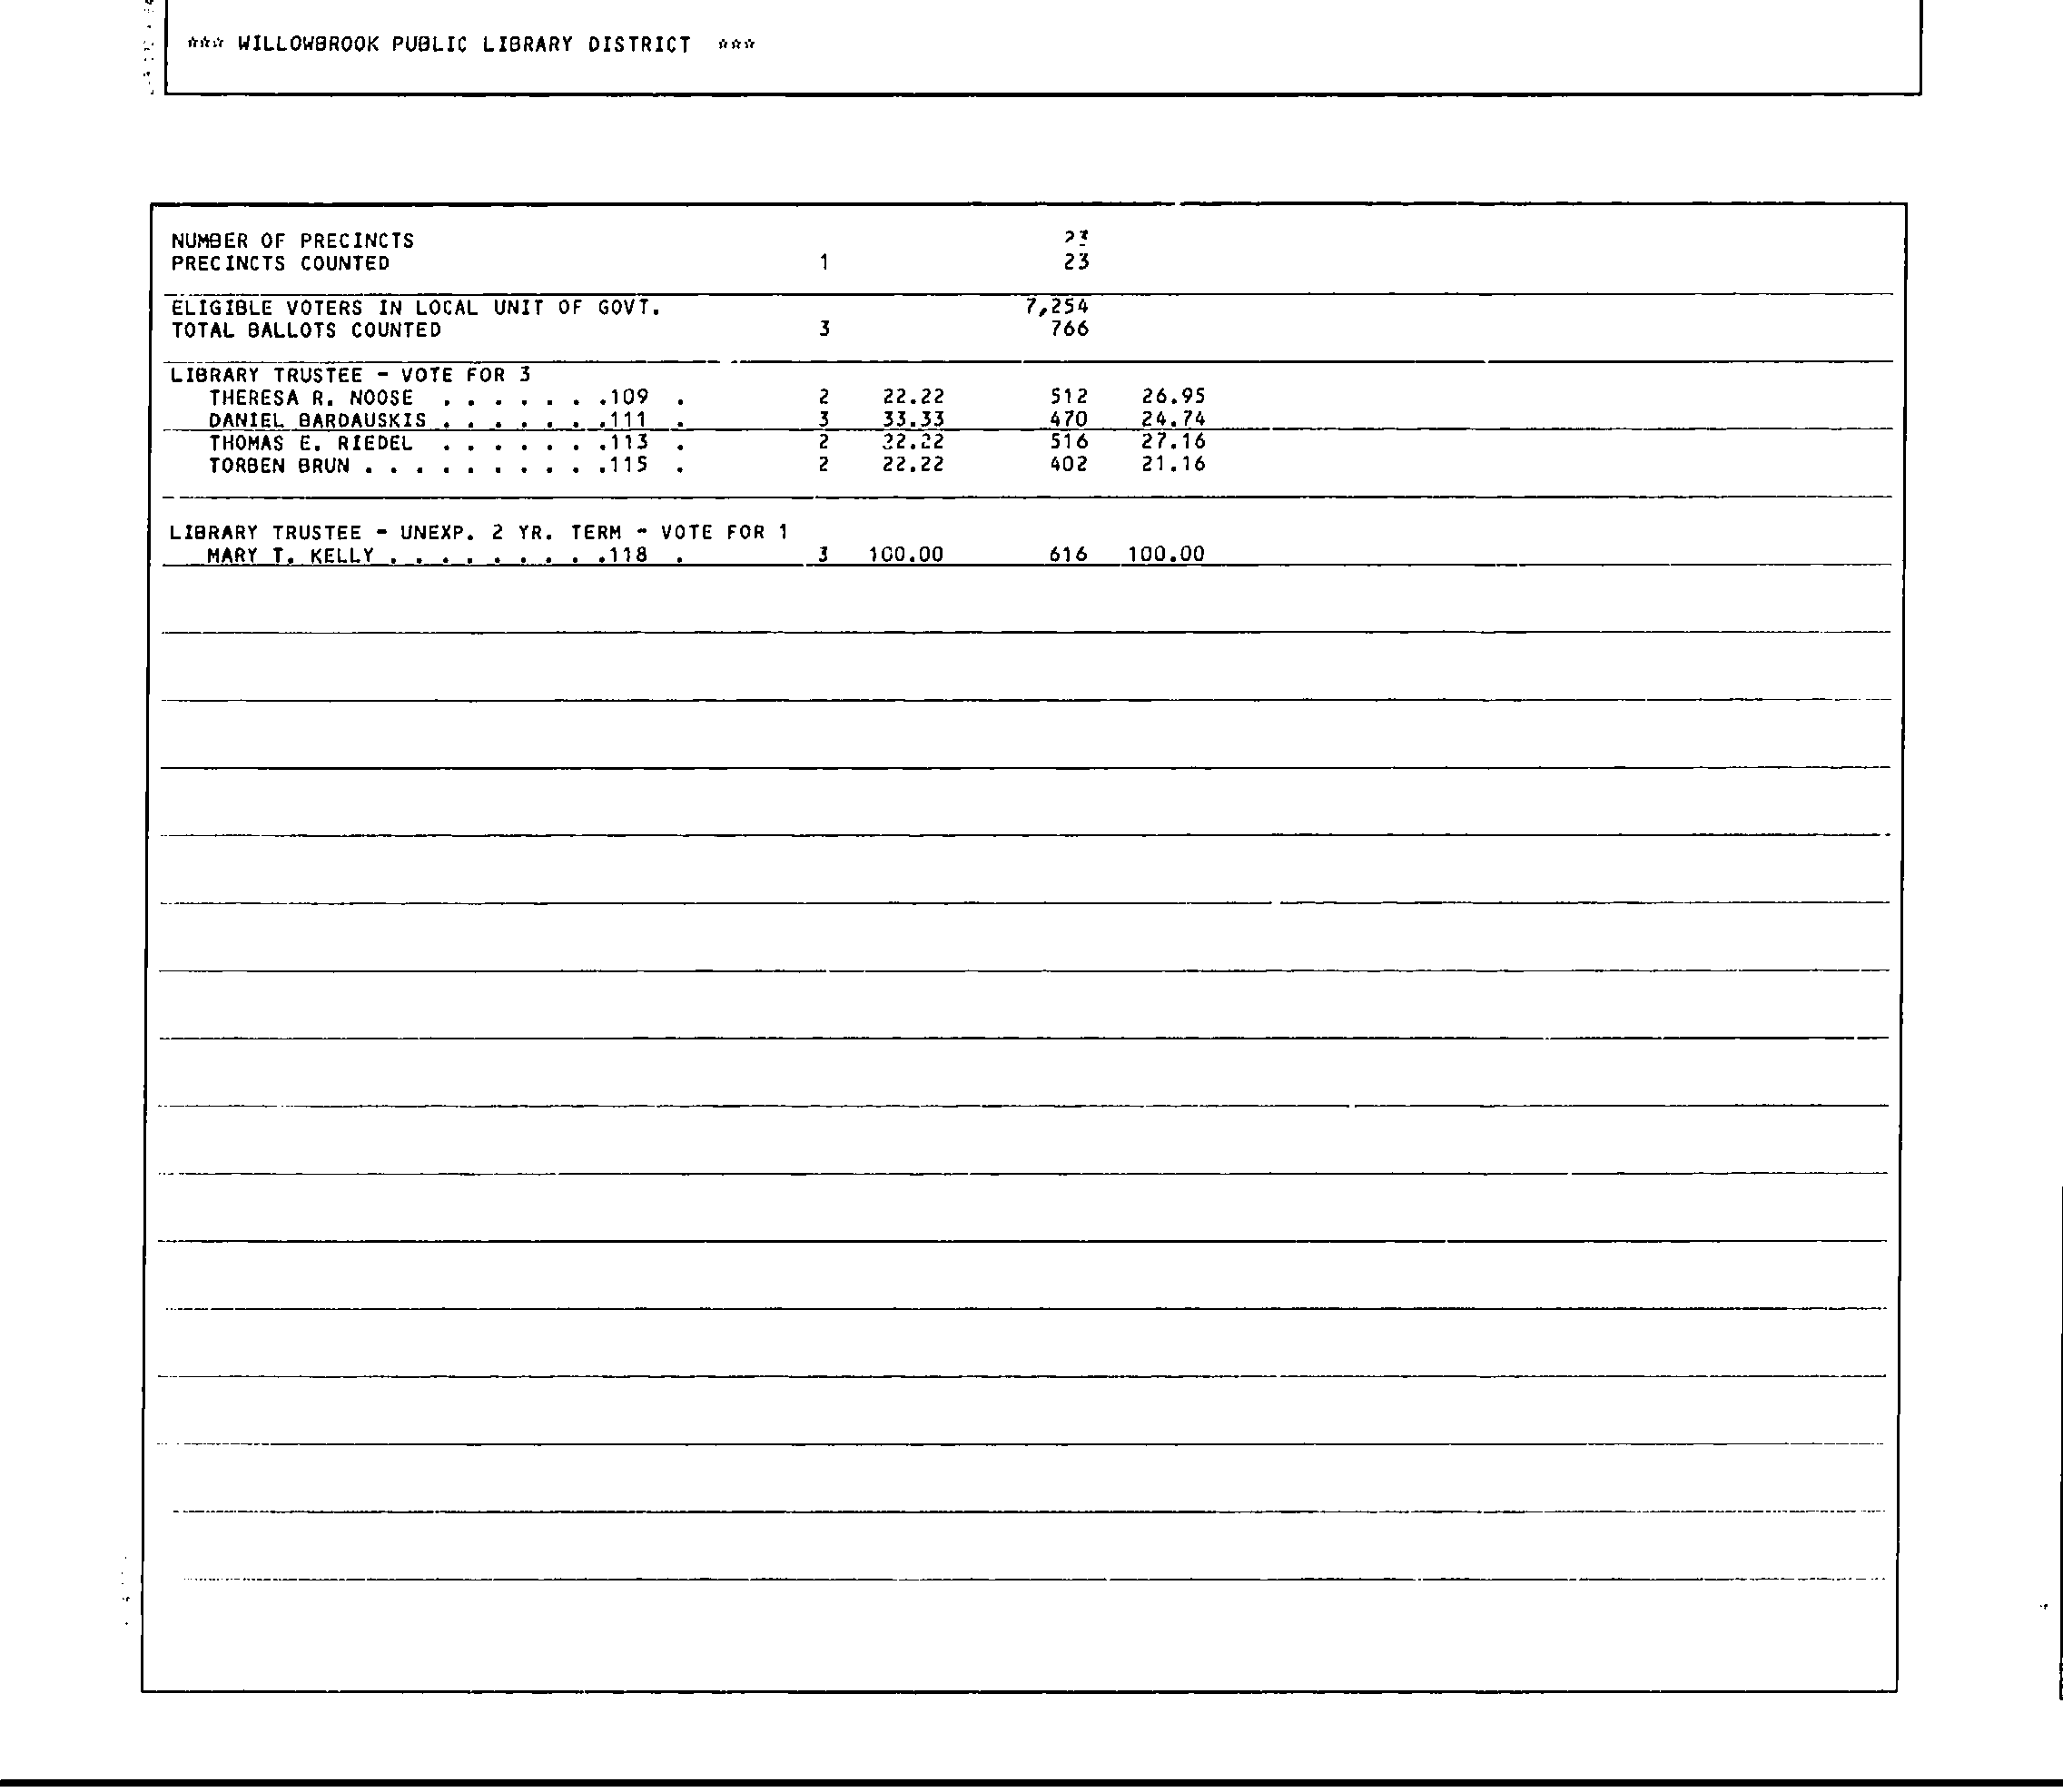 *** WILLOWBROOK PUBLIC LIBRARY DISTRICT ***
NUMBER OF PRECINCTS 23
PRECINCTS COUNTED 1 23
ELIGIBLE VOTERS IN LOCAL UNIT OF GOVT. 7,254
TOTAL BALLOTS COUNTED 3 766
LIBRARY TRUSTEE - VOTE FOR 3
THERESA R. NOOSE . . . . . . .109 . 2 22.22 512 26.95
DANIEL BARDAUSKIS . . . . . . .111 . 3 33.33 470 24.74
THOMAS E. RIEDEL . . . . . . .113 . 2 22.22 516 27.16
TORBEN BRUN . . . . . . . . . .115 . 2 22.22 402 21.16
LIBRARY TRUSTEE - UNEXP. 2 YR. TERM - VOTE FOR 1
MARY T. KELLY . . . . . . . . .118 . 3 100.00 616 100.00